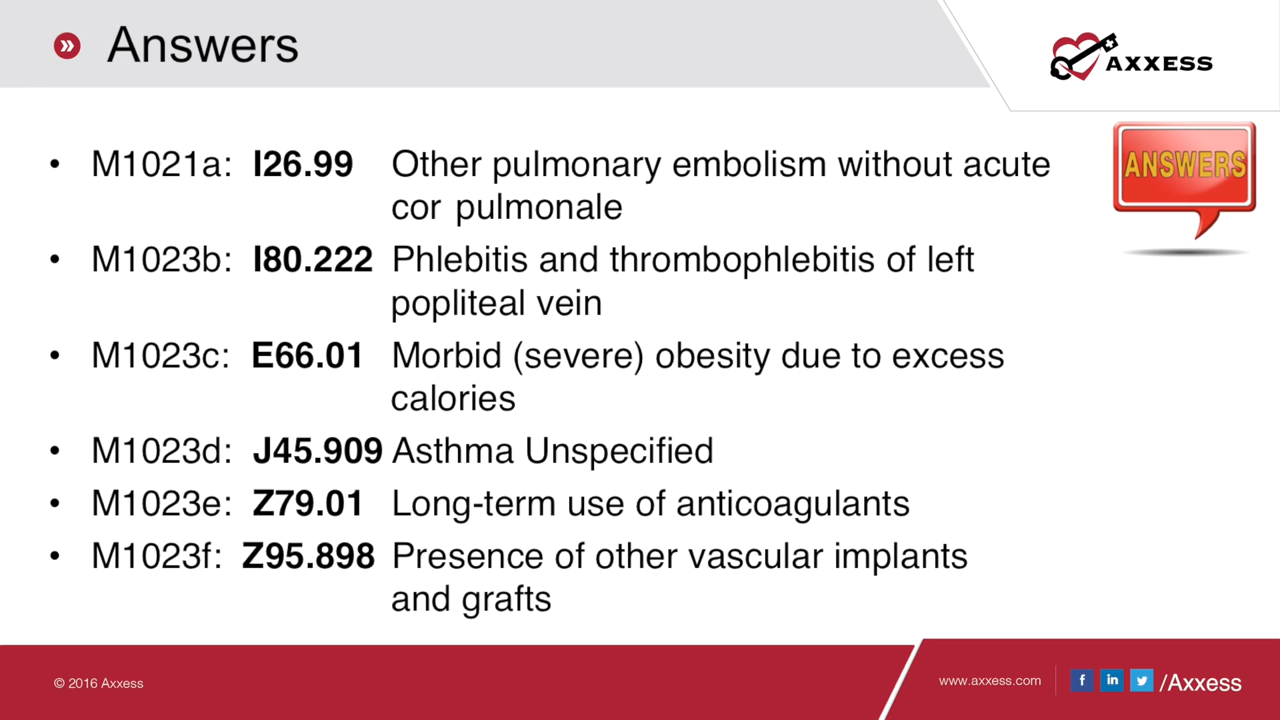 Answers
AXXESS
ANSWERS
• M1021a: I26.99 Other pulmonary embolism without acute
cor pulmonale
• M1023b: I80.222 Phlebitis and thrombophlebitis of left
popliteal vein
• M1023c: E66.01 Morbid (severe) obesity due to excess
calories
• M1023d: J45.909 Asthma Unspecified
• M1023e: Z79.01 Long-term use of anticoagulants
• M1023f: Z95.898 Presence of other vascular implants
and grafts
© 2016 Axxess
www.axxess.com f in /Axxess